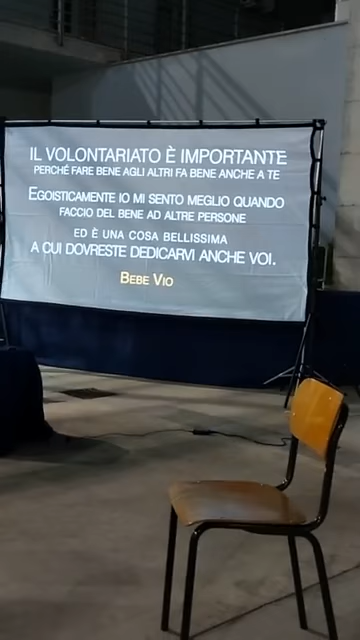 IL VOLONTARIATO È IMPORTANTE
PERCHÉ FARE BENE AGLI ALTRI FA BENE ANCHE A TE
EGOISTICAMENTE IO MI SENTO MEGLIO QUANDO
FACCIO DEL BENE AD ALTRE PERSONE
ED È UNA COSA BELLISSIMA
A CUI DOVRESTE DEDICARVI ANCHE VOI.
BEBE VIO